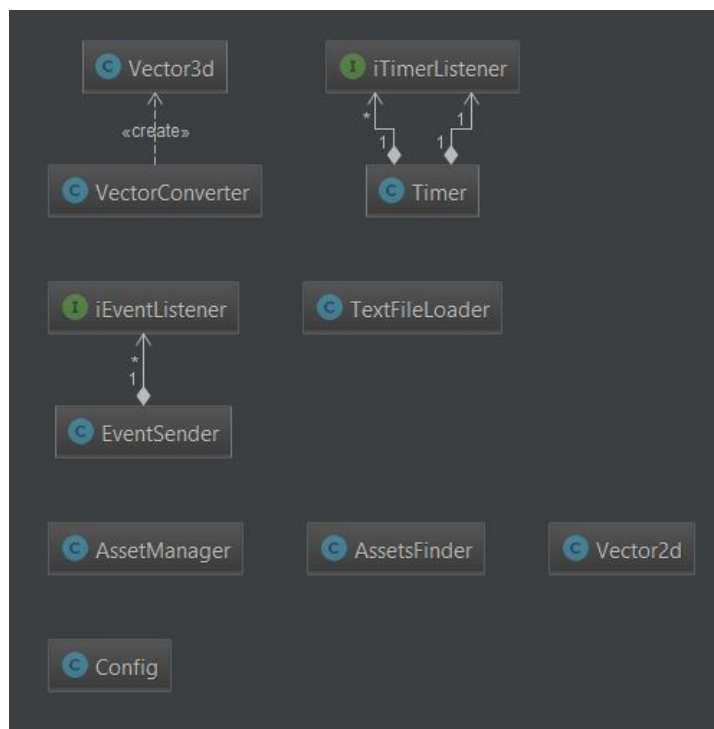 C Vector3d
I iTimerListener
«create»
* 1
1 1
C VectorConverter
C Timer
I iEventListener
C TextFileLoader
*
1
C EventSender
C AssetManager
C AssetsFinder
C Vector2d
C Config